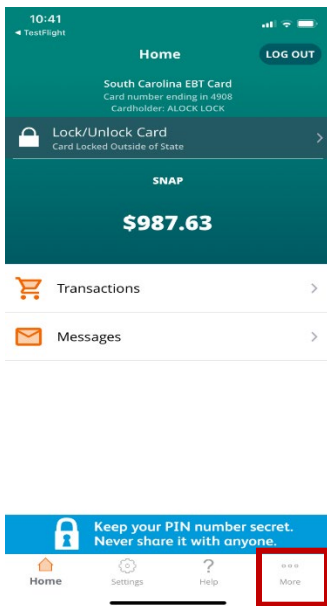 10:41
◄ TestFlight
Home
LOG OUT
South Carolina EBT Card
Card number ending in 4908
Cardholder: ALOCK LOCK
Lock/Unlock Card
Card Locked Outside of State
SNAP
$987.63
Transactions
Messages
Keep your PIN number secret.
Never share it with anyone.
Home
Settings
Help
More